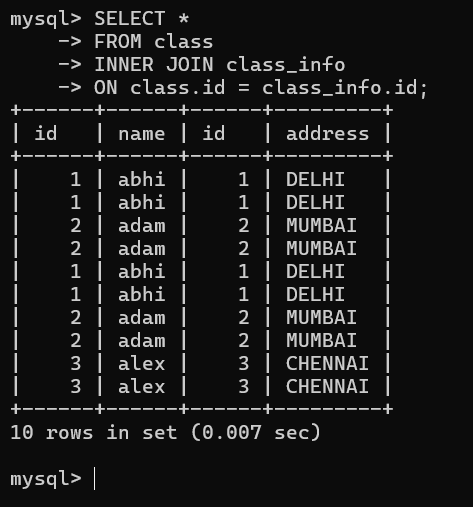 mysql> SELECT *
    -> FROM class
    -> INNER JOIN class_info
    -> ON class.id = class_info.id;
+------+------+------+---------+
| id   | name | id   | address |
+------+------+------+---------+
|    1 | abhi |    1 | DELHI   |
|    1 | abhi |    1 | DELHI   |
|    2 | adam |    2 | MUMBAI  |
|    2 | adam |    2 | MUMBAI  |
|    1 | abhi |    1 | DELHI   |
|    1 | abhi |    1 | DELHI   |
|    2 | adam |    2 | MUMBAI  |
|    2 | adam |    2 | MUMBAI  |
|    3 | alex |    3 | CHENNAI |
|    3 | alex |    3 | CHENNAI |
+------+------+------+---------+
10 rows in set (0.007 sec)

mysql>